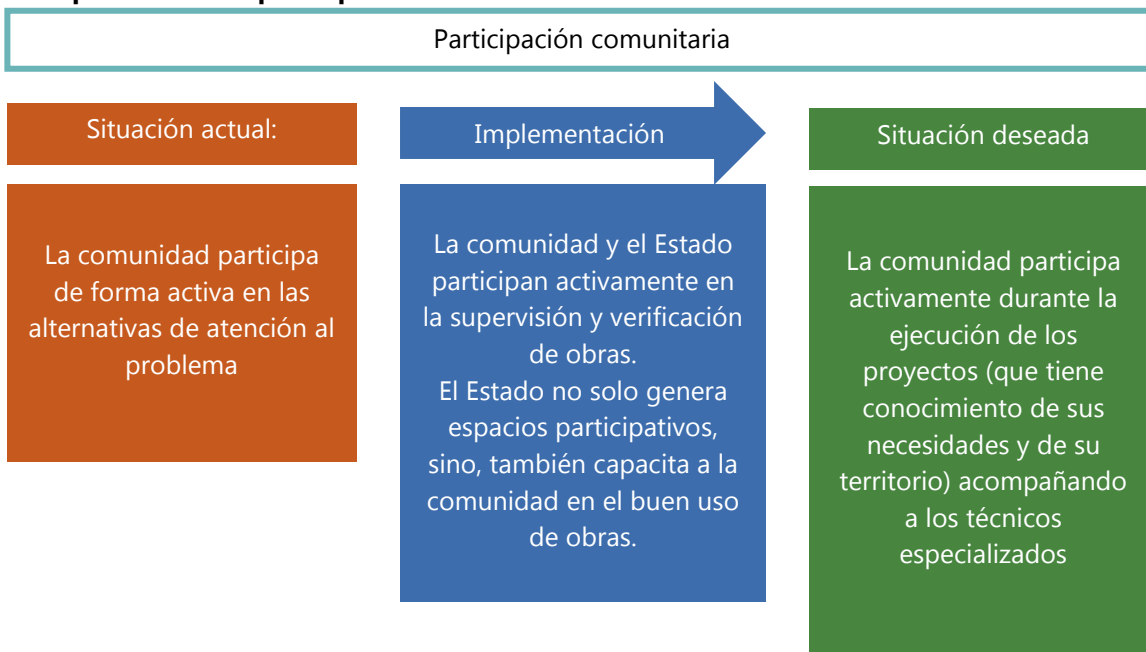 Participación comunitaria
Situación actual:
La comunidad participa
de forma activa en las
alternativas de atención al
problema
Implementación
La comunidad y el Estado
participan activamente en
la supervisión y verificación
de obras.
El Estado no solo genera
espacios participativos,
sino, también capacita a la
comunidad en el buen uso
de obras.
Situación deseada
La comunidad participa
activamente durante la
ejecución de los
proyectos (que tiene
conocimiento de sus
necesidades y de su
territorio) acompañando
a los técnicos
especializados